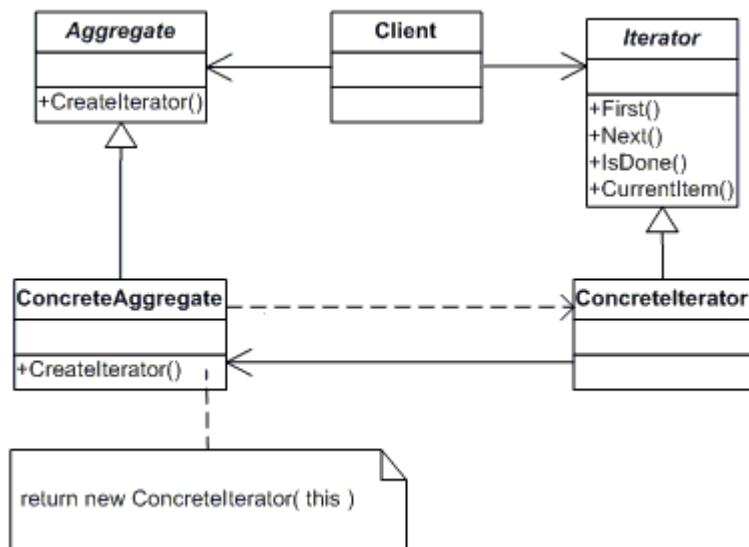 Aggregate
+CreateIterator()
Client
Iterator
+First()
+Next()
+IsDone()
+CurrentItem()
ConcreteAggregate
+CreateIterator()
ConcreteIterator
return new ConcreteIterator( this )